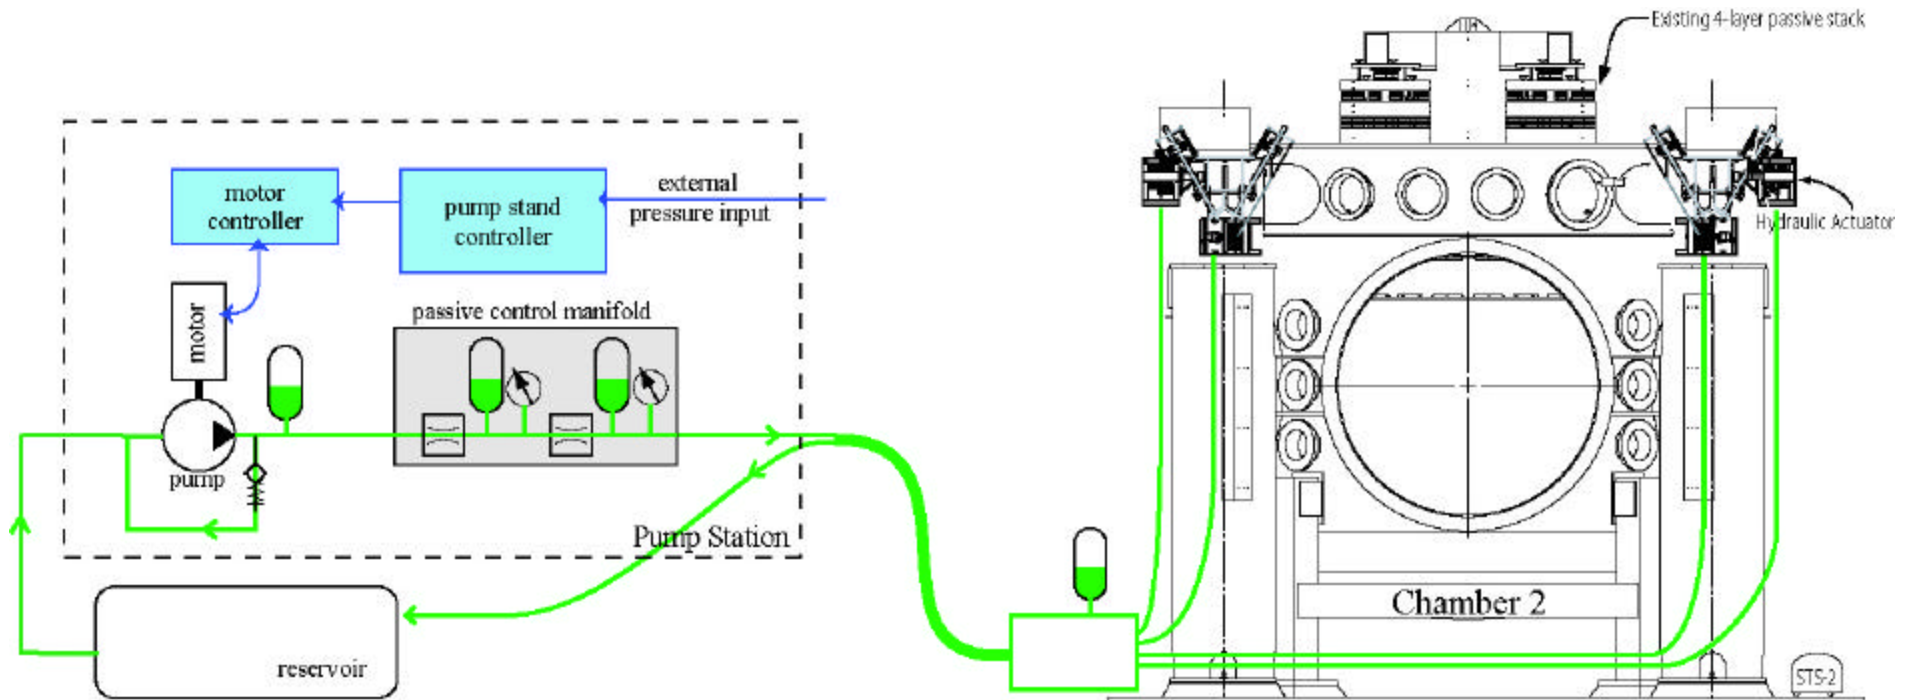 Existing 4-layer passive stack
motor
controller
pump stand
controller
external
pressure input
Hydraulic Actuator
motor
passive control manifold
pump
Pump Station
Chamber 2
reservoir
STS-2